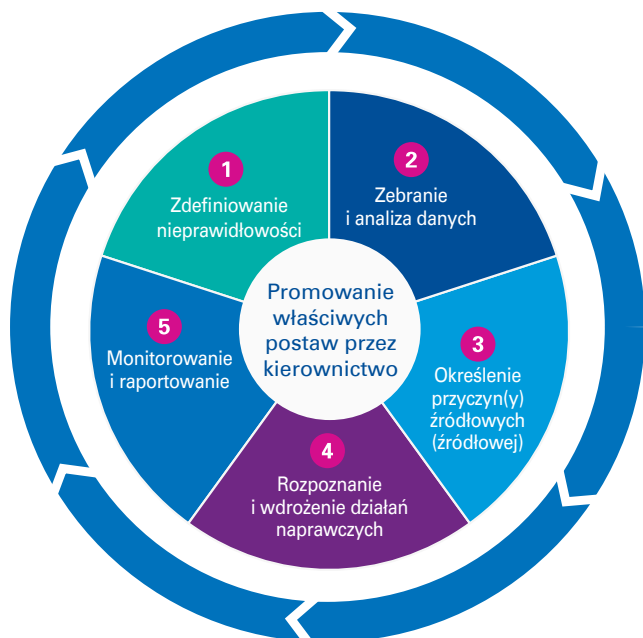 1
Zdefiniowanie
nieprawidłowości
2
Zebranie
i analiza danych
3
Określenie
przyczyn(y)
źródłowych
(źródłowej)
4
Rozpoznanie
i wdrożenie działań
naprawczych
5
Monitorowanie
i raportowanie
Promowanie
właściwych
postaw przez
kierownictwo